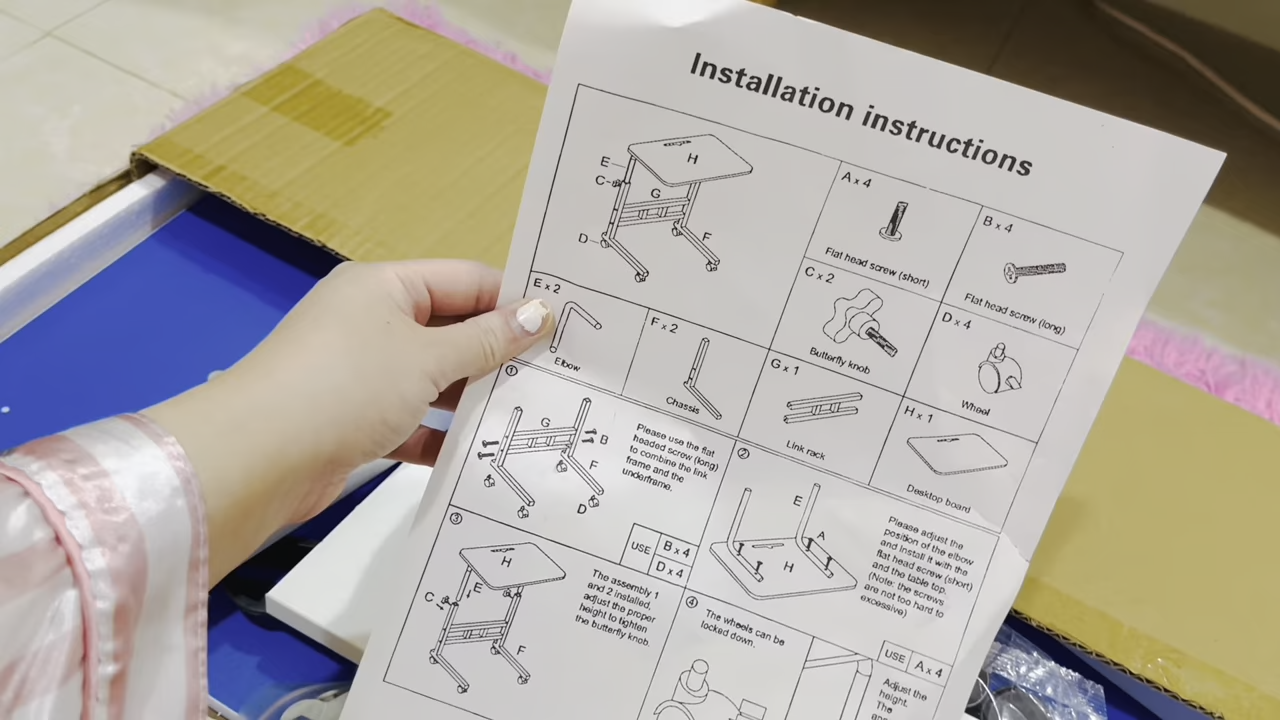 Installation instructions
H
E
C
G
D
F
A x 4
Flat head screw (short)
B x 4
Flat head screw (long)
C x 2
Butterfly knob
D x 4
Wheel
E x 2
Elbow
F x 2
Chassis
G x 1
Link rack
H x 1
Desktop board
①
G
B
F
D
Please use the flat
headed screw (long)
to combine the link
frame and the
underframe.
USE
B x 4
D x 4
②
E
A
H
Please adjust the
position of the elbow
and install it with the
flat head screw (short)
and the table top.
(Note: the screws
are not too hard to
excessive)
USE
A x 4
③
H
C
E
F
The assembly 1
and 2 installed,
adjust the proper
height to tighten
the butterfly knob.
④
The wheels can be
locked down.
Adjust the
height.
The